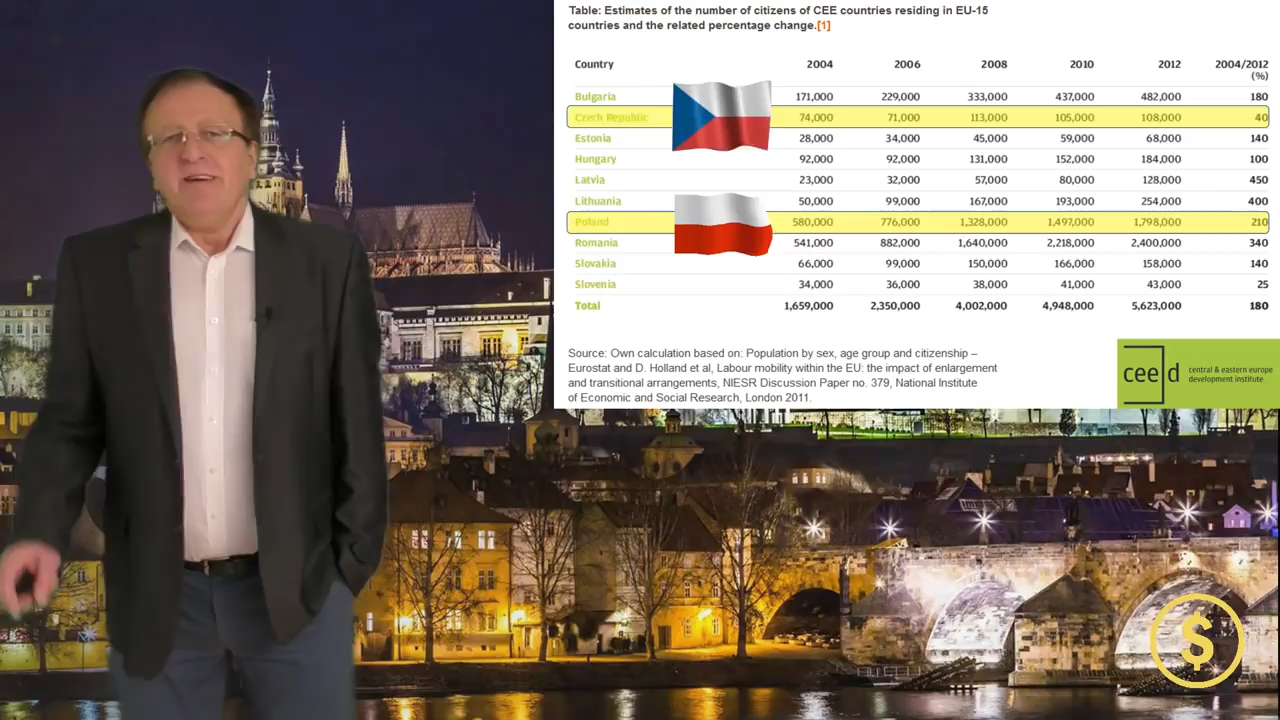 Table: Estimates of the number of citizens of CEE countries residing in EU-15
countries and the related percentage change.[1]
Country 2004 2006 2008 2010 2012 2004/2012 (%)
Bulgaria 171,000 229,000 333,000 437,000 482,000 180
Czech Republic 74,000 71,000 113,000 105,000 108,000 40
Estonia 28,000 34,000 45,000 59,000 68,000 140
Hungary 92,000 92,000 131,000 152,000 184,000 100
Latvia 23,000 32,000 57,000 80,000 128,000 450
Lithuania 50,000 99,000 167,000 193,000 254,000 400
Poland 580,000 776,000 1,328,000 1,497,000 1,798,000 210
Romania 541,000 882,000 1,640,000 2,218,000 2,400,000 340
Slovakia 66,000 99,000 150,000 166,000 158,000 140
Slovenia 34,000 36,000 38,000 41,000 43,000 25
Total 1,659,000 2,350,000 4,002,000 4,948,000 5,623,000 180
Source: Own calculation based on: Population by sex, age group and citizenship –
Eurostat and D. Holland et al, Labour mobility within the EU: the impact of enlargement
and transitional arrangements, NIESR Discussion Paper no. 379, National Institute
of Economic and Social Research, London 2011.
ceed central & eastern europe
development institute
$